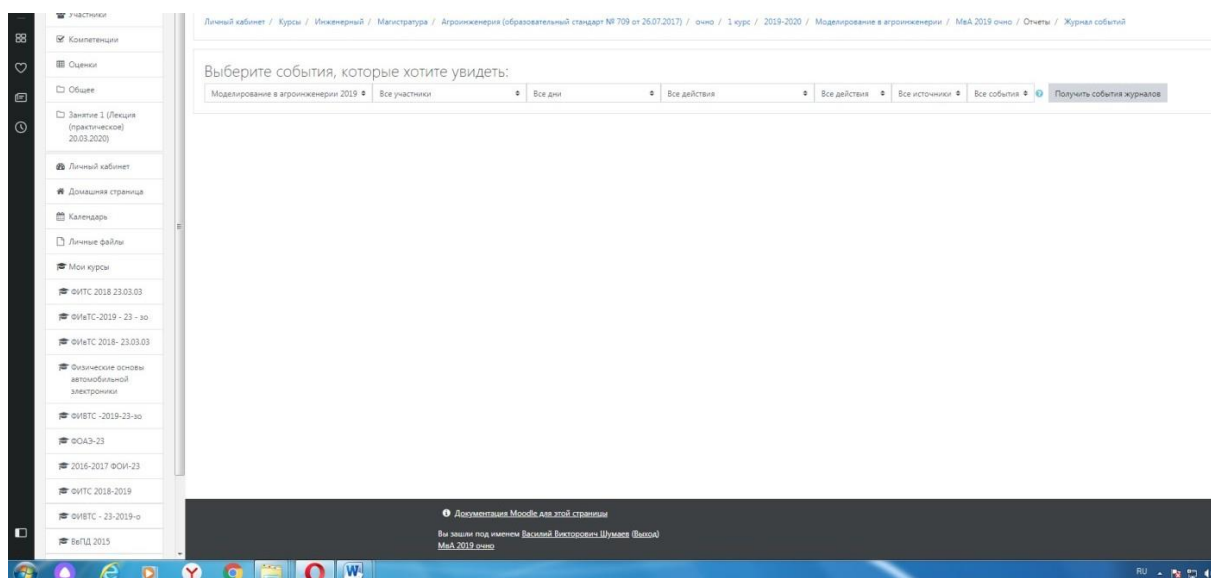 Участники
Компетенции
Оценки
Общее
Занятие 1 (Лекция
(практическое)
20.03.2020)
Личный кабинет
Домашняя страница
Календарь
Личные файлы
Мои курсы
ФИТС 2018 23.03.03
ФИвТС-2019 - 23 - зо
ФИвТС 2018- 23.03.03
Физические основы
автомобильной
электроники
ФИВТС -2019-23-зо
ФОАЭ-23
2016-2017 ФОИ-23
ФИТС 2018-2019
ФИВТС - 23-2019-о
ВвПД 2015
Личный кабинет / Курсы / Инженерный / Магистратура / Агроинженерия (образовательный стандарт № 709 от 26.07.2017) / очно / 1 курс / 2019-2020 / Моделирование в агроинженерии / МвА 2019 очно / Отчеты / Журнал событий
Выберите события, которые хотите увидеть:
Моделирование в агроинженерии 2019 Все участники Все дни Все действия Все действия Все источники Все события Получить события журналов
Документация Moodle для этой страницы
Вы зашли под именем Василий Викторович Шумаев (Выход)
МвА 2019 очно
RU